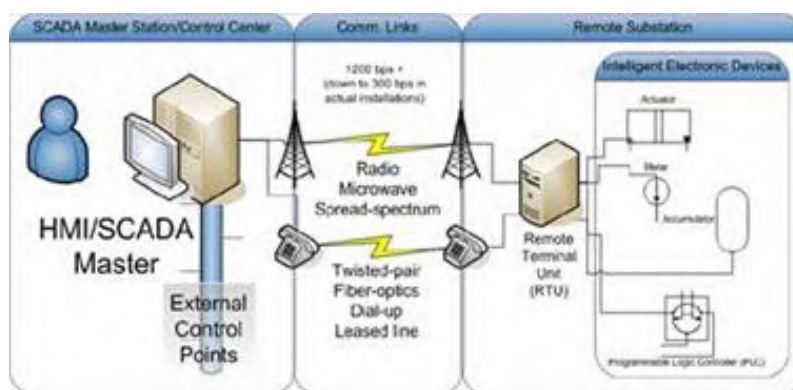 SCADA Master Station/Control Center
Comm. Links
Remote Substation
1200 bps +
(down to 300 bps in
actual installations)
Intelligent Electronic Devices
Actuator
Meter
Accumulator
Radio
Microwave
Spread-spectrum
HMI/SCADA
Master
Remote
Terminal
Unit
(RTU)
Twisted-pair
Fiber-optics
Dial-up
Leased line
External
Control
Points
Programmable Logic Controller (PLC)